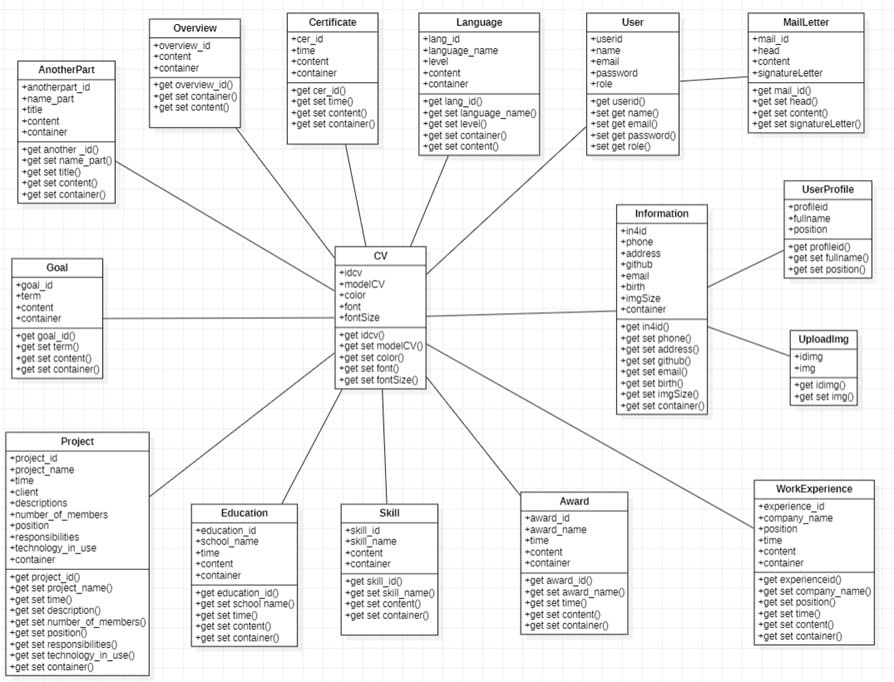 Overview
+overview_id
+content
+container
+get overview_id()
+get set container()
+get set content()
Certificate
+cer_id
+time
+content
+container
+get cer_id()
+get set time()
+get set content()
+get set container()
Language
+lang_id
+language_name
+level
+content
+container
+get lang_id()
+get set language_name()
+get set level()
+get set container()
+get set content()
User
+userid
+name
+email
+password
+role
+get userid()
+set get name()
+set get email()
+set get password()
+set get role()
MailLetter
+mail_id
+head
+content
+signatureLetter
+get mail_id()
+get set head()
+get set content()
+get set signatureLetter()
AnotherPart
+anotherpart_id
+name_part
+title
+content
+container
+get another _id()
+get set name_part()
+get set title()
+get set content()
+get set container()
UserProfile
+profileid
+fullname
+position
+get profileid()
+get set fullname()
+get set position()
Information
+in4id
+phone
+address
+github
+email
+birth
+imgSize
+container
+get in4id()
+get set phone()
+get set address()
+get set github()
+get set email()
+get set birth()
+get set imgSize()
+get set container()
CV
+idcv
+modelCV
+color
+font
+fontSize
+get idcv()
+get set modelCV()
+get set color()
+get set font()
+get set fontSize()
Goal
+goal_id
+term
+content
+container
+get goal_id()
+get set term()
+get set content()
+get set container()
UploadImg
+idimg
+img
+get idimg()
+get set img()
Project
+project_id
+project_name
+time
+client
+descriptions
+number_of_members
+position
+responsibilities
+technology_in_use
+container
+get project_id()
+get set project_name()
+get set time()
+get set description()
+get set number_of_members()
+get set position()
+get set responsibilities()
+get set technology_in_use()
+get set container()
Education
+education_id
+school_name
+time
+content
+container
+get education_id()
+get set school name()
+get set time()
+get set content()
+get set container()
Skill
+skill_id
+skill_name
+content
+container
+get skill_id()
+get set skill_name()
+get set content()
+get set container()
Award
+award_id
+award_name
+time
+content
+container
+get award_id()
+get set award_name()
+get set time()
+get set content()
+get set container()
WorkExperience
+experience_id
+company_name
+position
+time
+content
+container
+get experienceid()
+get set company_name()
+get set position()
+get set time()
+get set content()
+get set container()